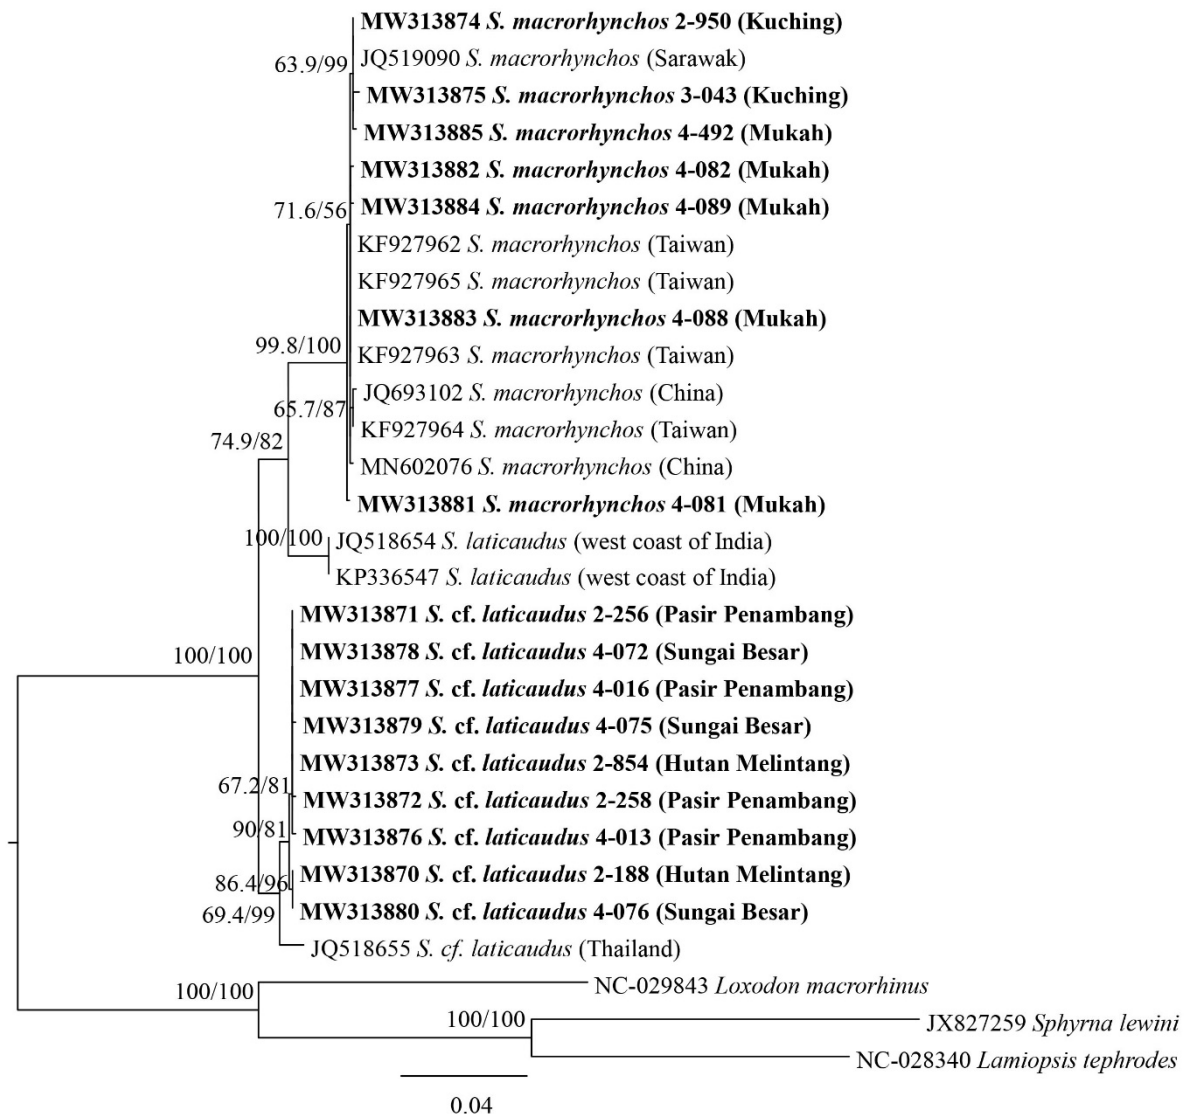 MW313874 S. macrorhynchos 2-950 (Kuching)
63.9/99
JQ519090 S. macrorhynchos (Sarawak)
MW313875 S. macrorhynchos 3-043 (Kuching)
MW313885 S. macrorhynchos 4-492 (Mukah)
MW313882 S. macrorhynchos 4-082 (Mukah)
71.6/56
MW313884 S. macrorhynchos 4-089 (Mukah)
KF927962 S. macrorhynchos (Taiwan)
KF927965 S. macrorhynchos (Taiwan)
MW313883 S. macrorhynchos 4-088 (Mukah)
99.8/100
KF927963 S. macrorhynchos (Taiwan)
JQ693102 S. macrorhynchos (China)
65.7/87
KF927964 S. macrorhynchos (Taiwan)
74.9/82
MN602076 S. macrorhynchos (China)
MW313881 S. macrorhynchos 4-081 (Mukah)
100/100
JQ518654 S. laticaudus (west coast of India)
KP336547 S. laticaudus (west coast of India)
MW313871 S. cf. laticaudus 2-256 (Pasir Penambang)
100/100
MW313878 S. cf. laticaudus 4-072 (Sungai Besar)
MW313877 S. cf. laticaudus 4-016 (Pasir Penambang)
MW313879 S. cf. laticaudus 4-075 (Sungai Besar)
MW313873 S. cf. laticaudus 2-854 (Hutan Melintang)
67.2/81
MW313872 S. cf. laticaudus 2-258 (Pasir Penambang)
90/81
MW313876 S. cf. laticaudus 4-013 (Pasir Penambang)
MW313870 S. cf. laticaudus 2-188 (Hutan Melintang)
86.4/96
MW313880 S. cf. laticaudus 4-076 (Sungai Besar)
69.4/99
JQ518655 S. cf. laticaudus (Thailand)
100/100
NC-029843 Loxodon macrorhinus
100/100
JX827259 Sphyrna lewini
NC-028340 Lamiopsis tephrodes
0.04